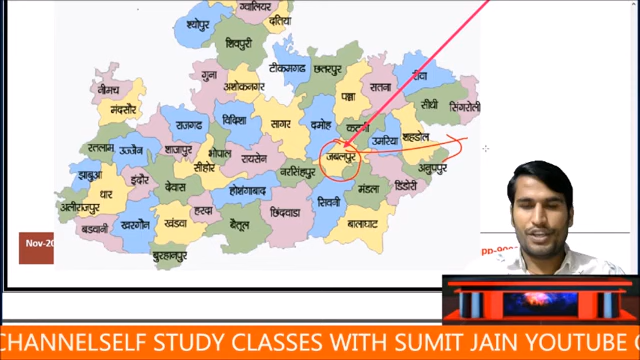 ग्वालियर
श्योपुर
दतिया
शिवपुरी
टीकमगढ
छतरपुर
रीवा
गुना
अशोकनगर
पन्ना
सतना
सीधी
सिंगरोली
नीमच
मन्दसौर
राजगढ
विदिशा
सागर
दमोह
कटनी
उमरिया
शहडोल
रतलाम
उज्जैन
शाजापुर
भोपाल
रायसेन
जबलपुर
अनुपपुर
झाबुआ
इंदौर
देवास
सीहोर
होशंगाबाद
नरसिंहपुर
मंडला
डिंडोरी
धार
अलीराजपुर
बडवानी
खरगोन
खंडवा
हरदा
बैतूल
छिंदवाडा
सिवनी
बालाघाट
बुरहानपुर
Nov-20
CHANNELSELF STUDY CLASSES WITH SUMIT JAIN YOUTUBE C